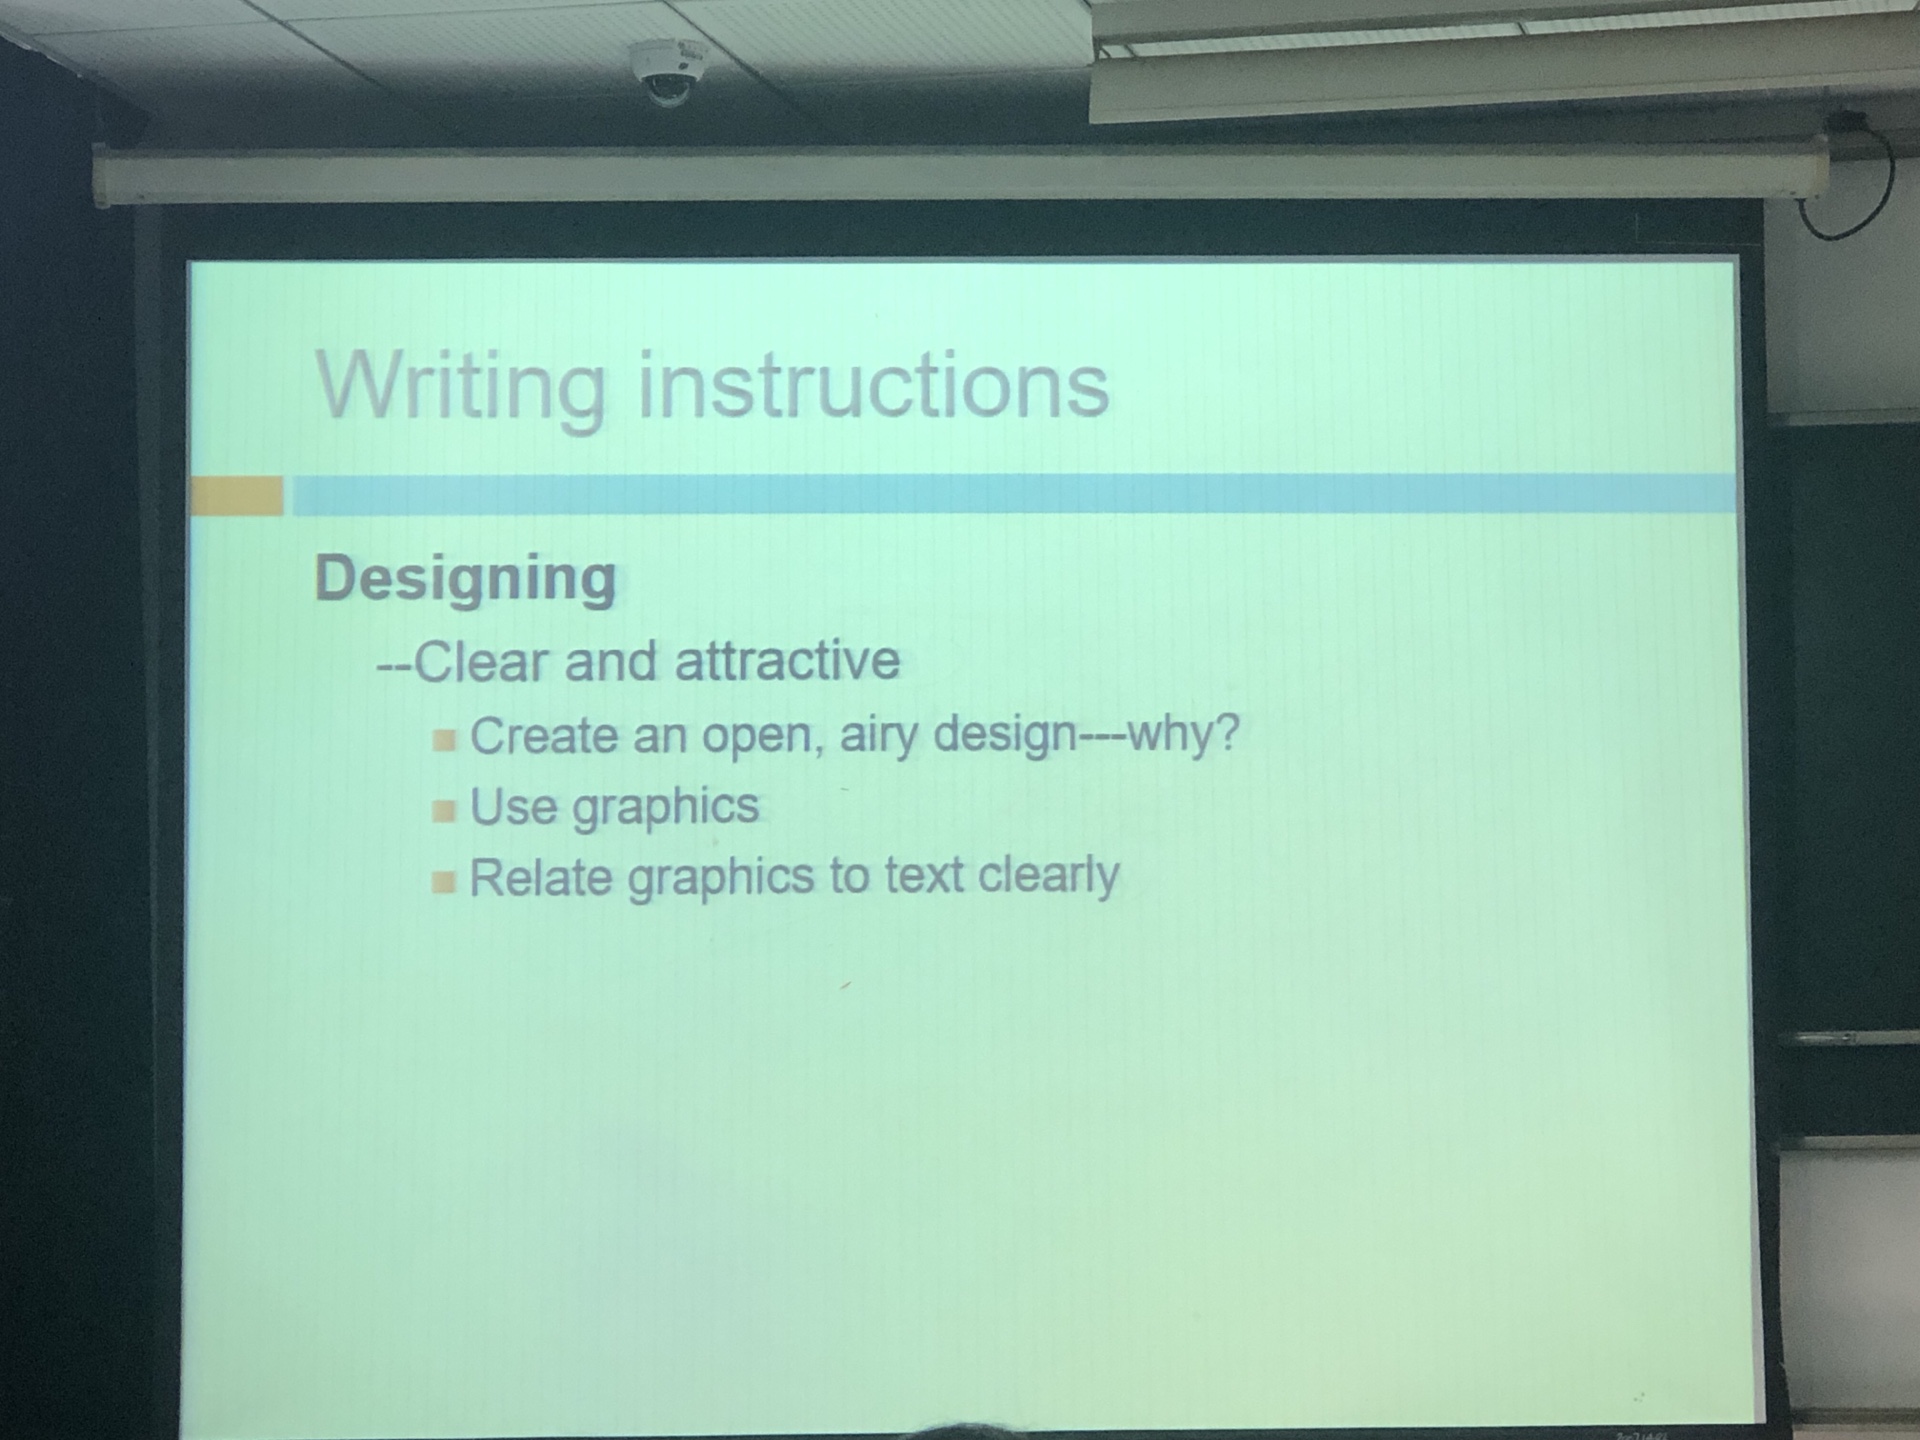 Writing instructions
Designing
--Clear and attractive
Create an open, airy design---why?
Use graphics
Relate graphics to text clearly